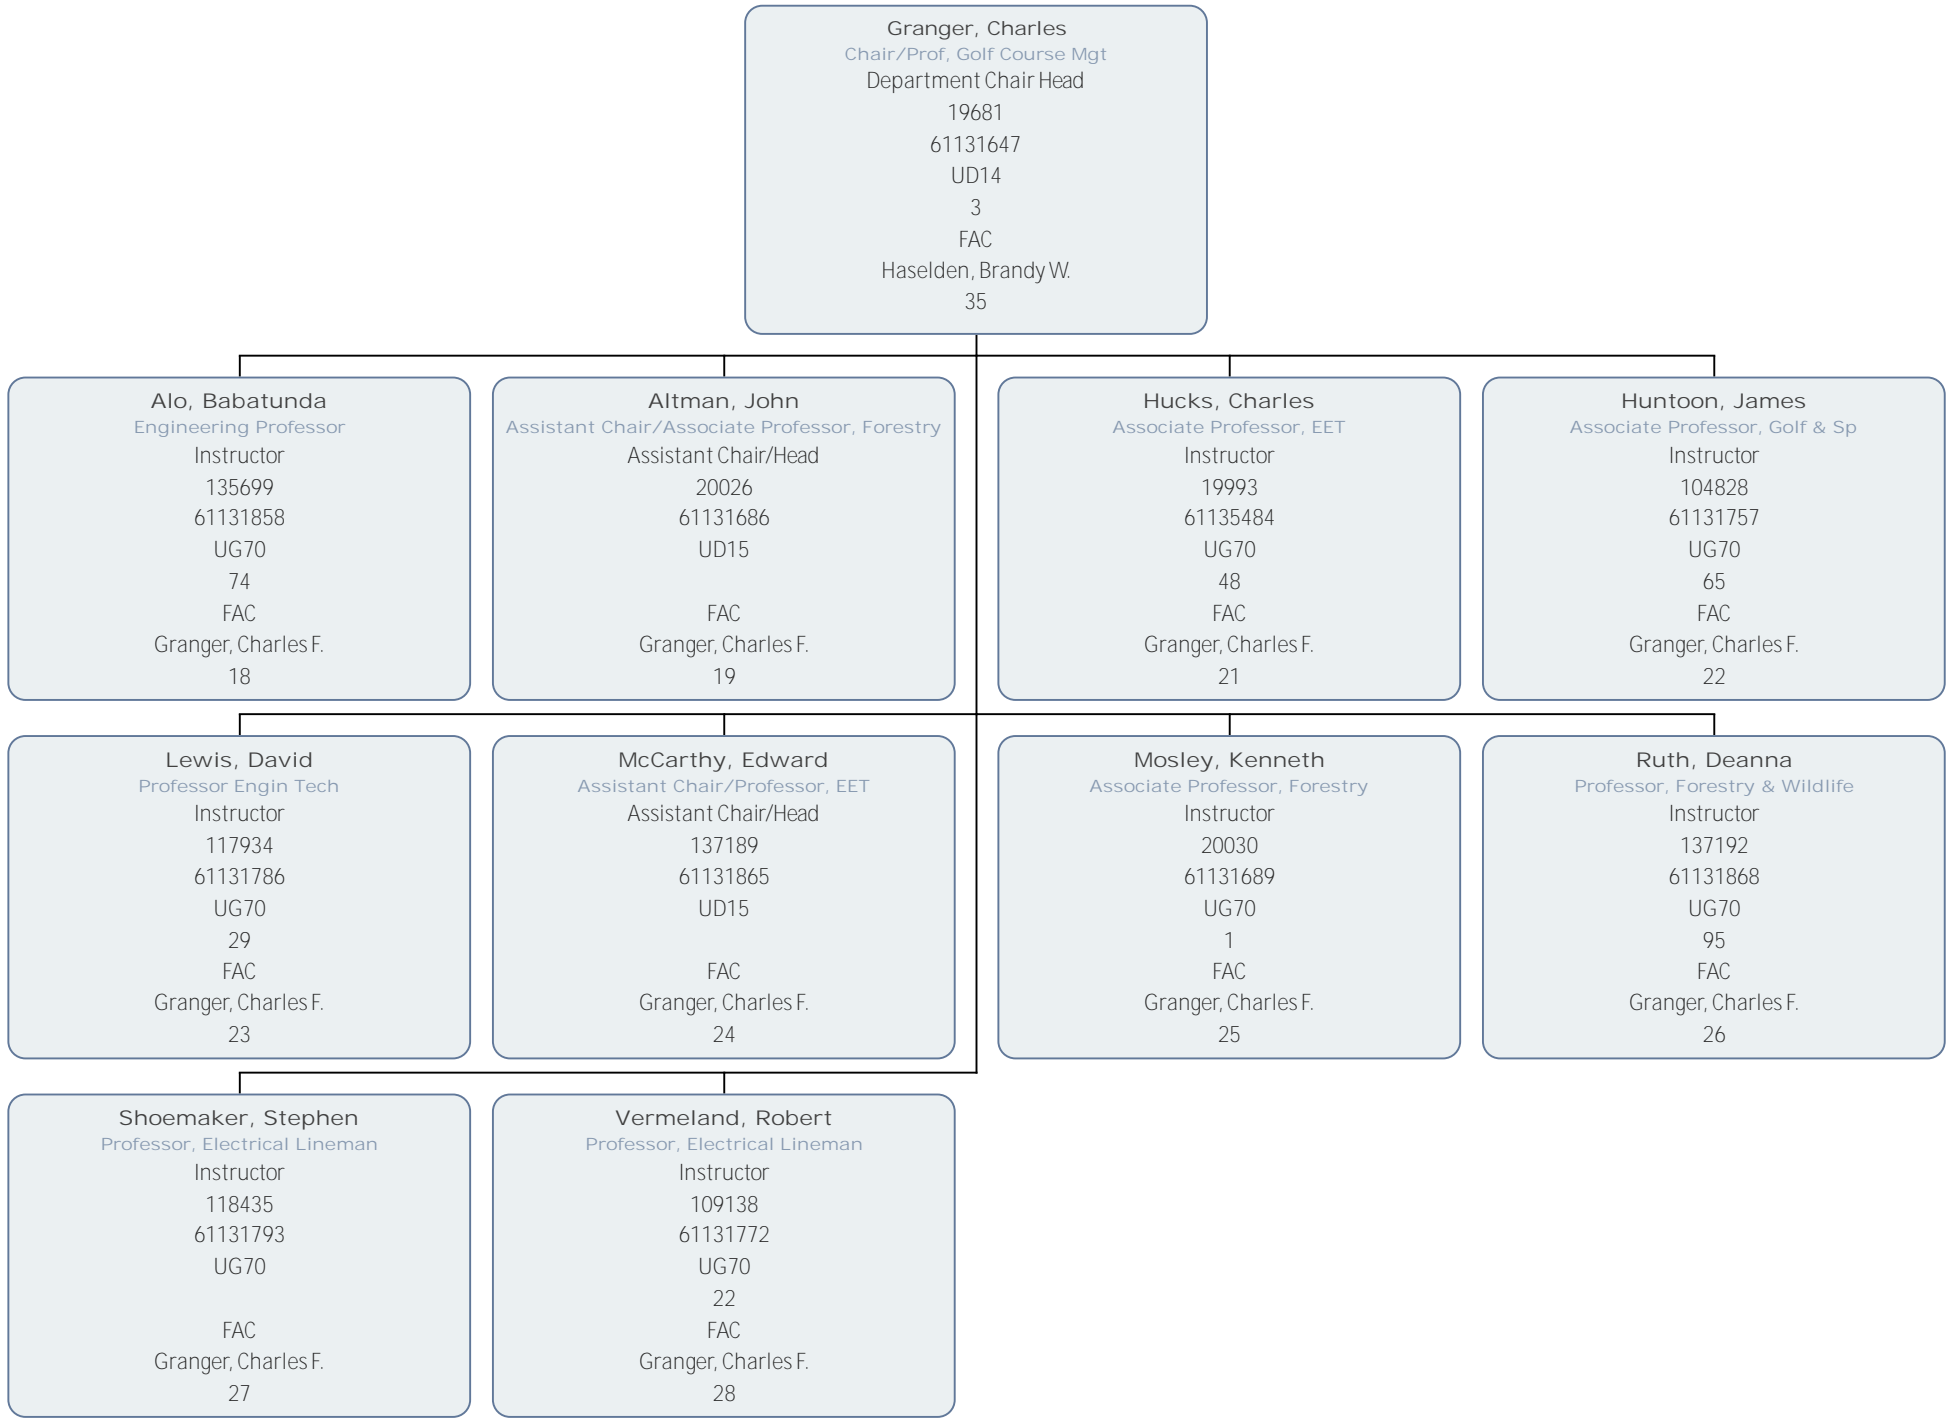 Granger, Charles
Chair/Prof, Golf Course Mgt
Department Chair Head
19681
61131647
UD14
3
FAC
Haselden, Brandy W.
35
Alo, Babatunda
Engineering Professor
Instructor
135699
61131858
UG70
74
FAC
Granger, Charles F.
18
Altman, John
Assistant Chair/Associate Professor, Forestry
Assistant Chair/Head
20026
61131686
UD15
FAC
Granger, Charles F.
19
Hucks, Charles
Associate Professor, EET
Instructor
19993
61135484
UG70
48
FAC
Granger, Charles F.
21
Huntoon, James
Associate Professor, Golf & Sp
Instructor
104828
61131757
UG70
65
FAC
Granger, Charles F.
22
Lewis, David
Professor Engin Tech
Instructor
117934
61131786
UG70
29
FAC
Granger, Charles F.
23
McCarthy, Edward
Assistant Chair/Professor, EET
Assistant Chair/Head
137189
61131865
UD15
FAC
Granger, Charles F.
24
Mosley, Kenneth
Associate Professor, Forestry
Instructor
20030
61131689
UG70
1
FAC
Granger, Charles F.
25
Ruth, Deanna
Professor, Forestry & Wildlife
Instructor
137192
61131868
UG70
95
FAC
Granger, Charles F.
26
Shoemaker, Stephen
Professor, Electrical Lineman
Instructor
118435
61131793
UG70
FAC
Granger, Charles F.
27
Vermeland, Robert
Professor, Electrical Lineman
Instructor
109138
61131772
UG70
22
FAC
Granger, Charles F.
28